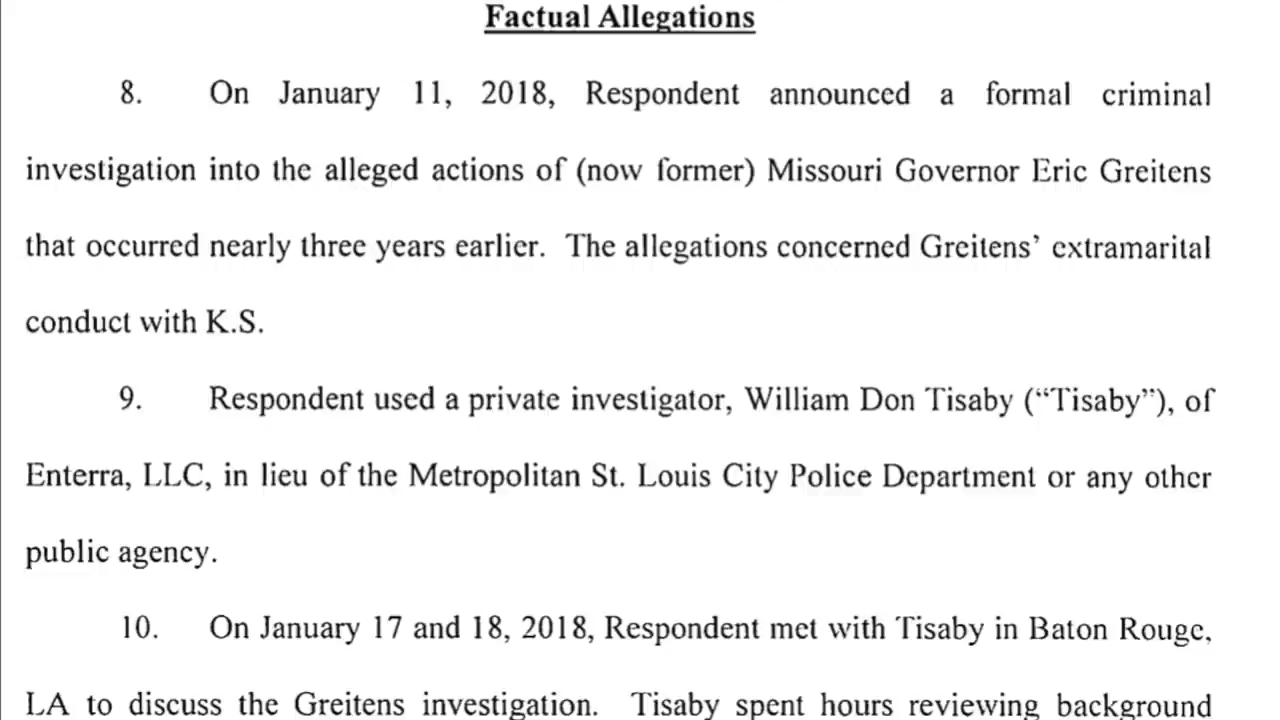 Factual Allegations
8. On January 11, 2018, Respondent announced a formal criminal
investigation into the alleged actions of (now former) Missouri Governor Eric Greitens
that occurred nearly three years earlier. The allegations concerned Greitens’ extramarital
conduct with K.S.
9. Respondent used a private investigator, William Don Tisaby (“Tisaby”), of
Enterra, LLC, in lieu of the Metropolitan St. Louis City Police Department or any other
public agency.
10. On January 17 and 18, 2018, Respondent met with Tisaby in Baton Rouge,
LA to discuss the Greitens investigation. Tisaby spent hours reviewing background